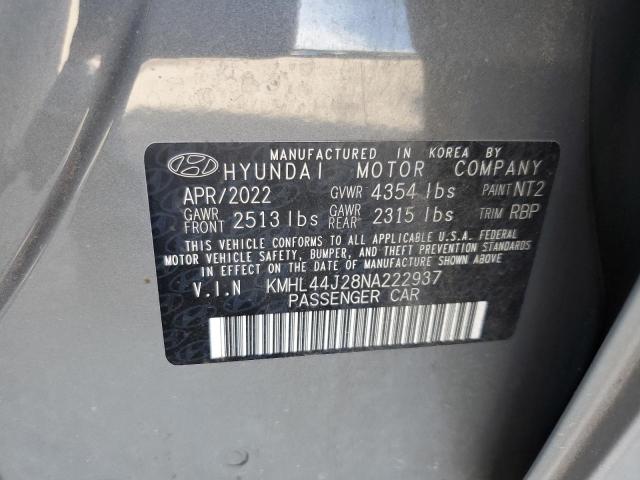 MANUFACTURED IN KOREA BY
HYUNDAI MOTOR COMPANY
APR/2022 GVWR 4354 lbs PAINT NT2
GAWR FRONT 2513 lbs GAWR REAR 2315 lbs TRIM RBP
THIS VEHICLE CONFORMS TO ALL APPLICABLE U.S.A. FEDERAL
MOTOR VEHICLE SAFETY, BUMPER, AND THEFT PREVENTION STANDARDS
IN EFFECT ON THE DATE OF MANUFACTURE SHOWN ABOVE.
V.I.N KMHL44J28NA222937
PASSENGER CAR